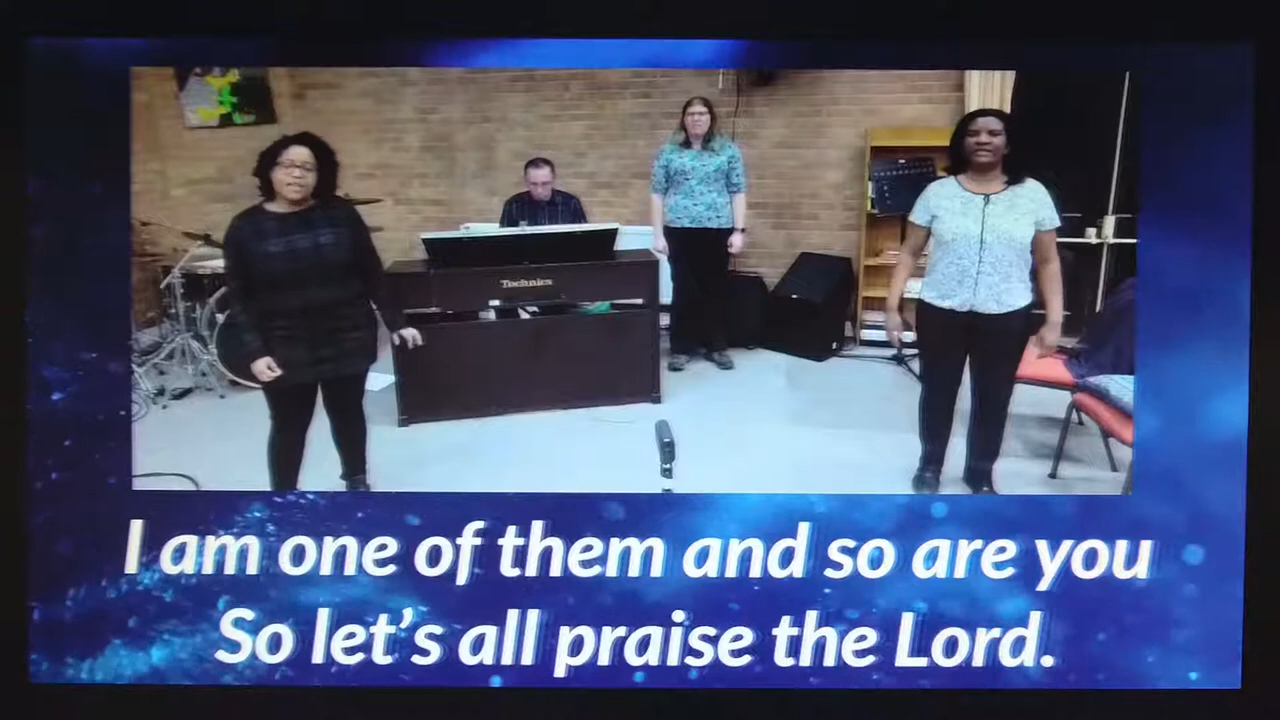 Technics
I am one of them and so are you
So let's all praise the Lord.